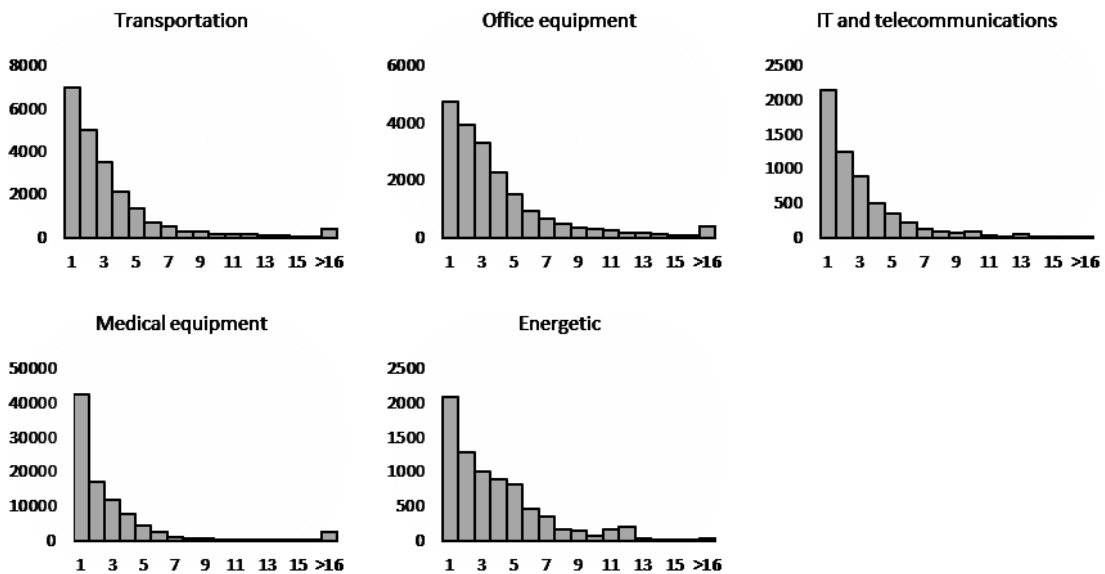 Transportation
8000
6000
4000
2000
0
1 3 5 7 9 11 13 15 >16
Office equipment
6000
4000
2000
0
1 3 5 7 9 11 13 15 >16
IT and telecommunications
2500
2000
1500
1000
500
0
1 3 5 7 9 11 13 15 >16
Medical equipment
50000
40000
30000
20000
10000
0
1 3 5 7 9 11 13 15 >16
Energetic
2500
2000
1500
1000
500
0
1 3 5 7 9 11 13 15 >16